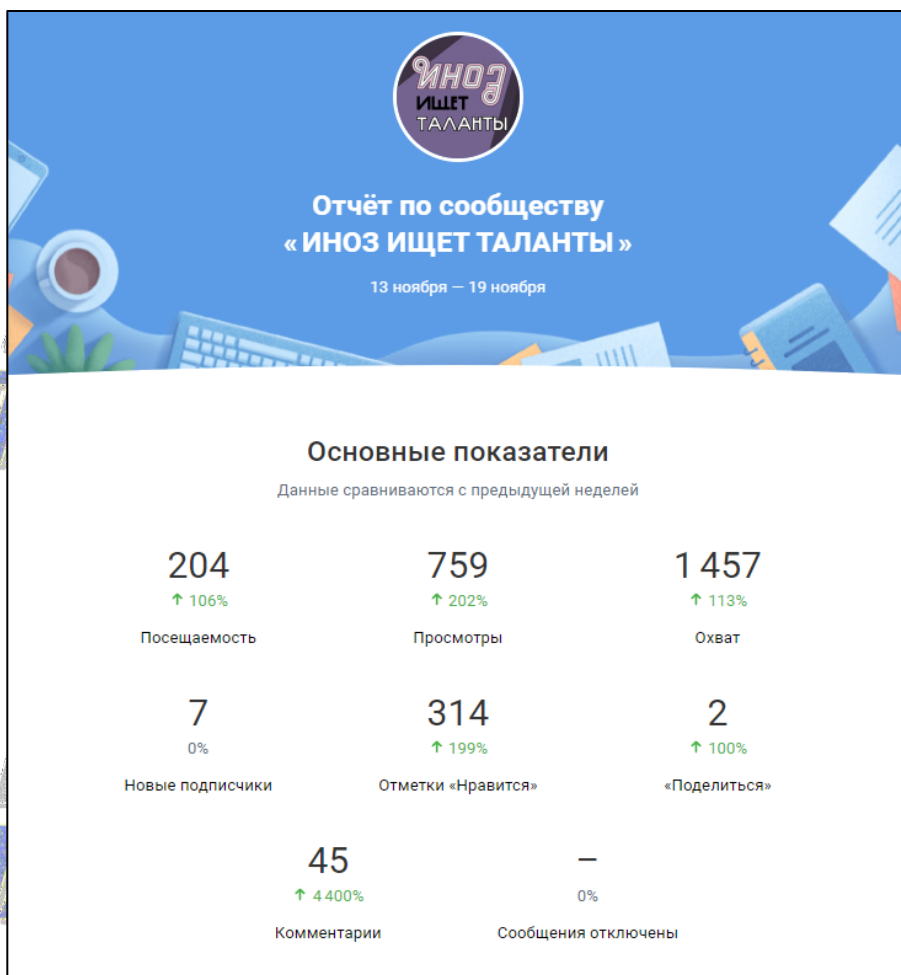 ИНОЗ
ИЩЕТ
ТАЛАНТЫ
Отчёт по сообществу
« ИНОЗ ИЩЕТ ТАЛАНТЫ »
13 ноября — 19 ноября
Основные показатели
Данные сравниваются с предыдущей неделей
204 759 1 457
↑ 106% ↑ 202% ↑ 113%
Посещаемость Просмотры Охват
7 314 2
0% ↑ 199% ↑ 100%
Новые подписчики Отметки «Нравится» «Поделиться»
45 –
↑ 4 400% 0%
Комментарии Сообщения отключены